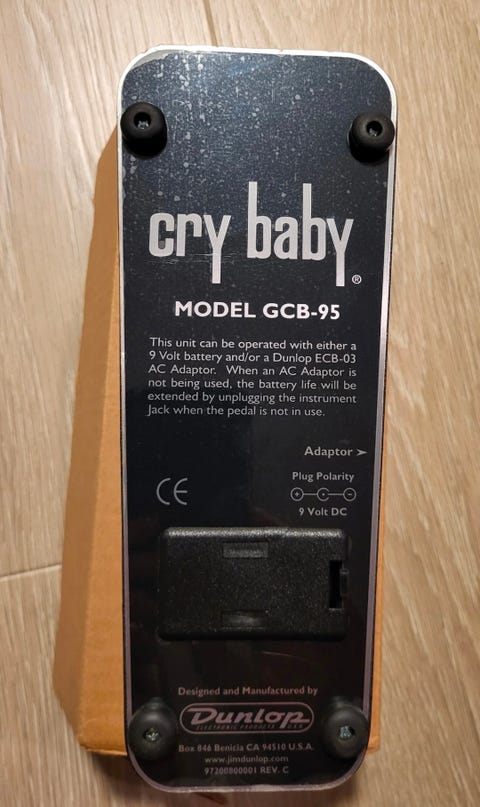 cry baby ®
MODEL GCB-95
This unit can be operated with either a
9 Volt battery and/or a Dunlop ECB-03
AC Adaptor. When an AC Adaptor is
not being used, the battery life will be
extended by unplugging the instrument
Jack when the pedal is not in use.
Adaptor ➤
Plug Polarity
CE
9 Volt DC
Designed and Manufactured by
Dunlop
ELECTRONIC PRODUCTS U.S.A.
Box 846 Benicia CA 94510 U.S.A.
www.jimdunlop.com
97200800001 REV. C